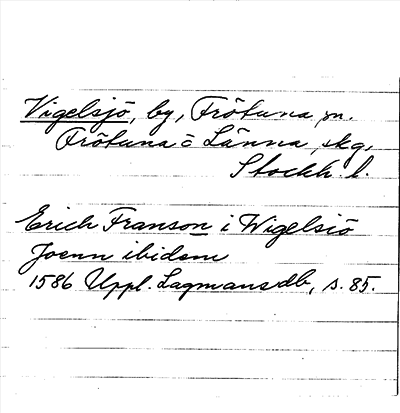 Vigelsjö, by, Frötuna sn.
Frötuna o Länna skg,
Stockh. l.
Erich Franson i Wigelsiö
Joenn ibidem
1586 Uppl. Lagmansdb, s. 85.